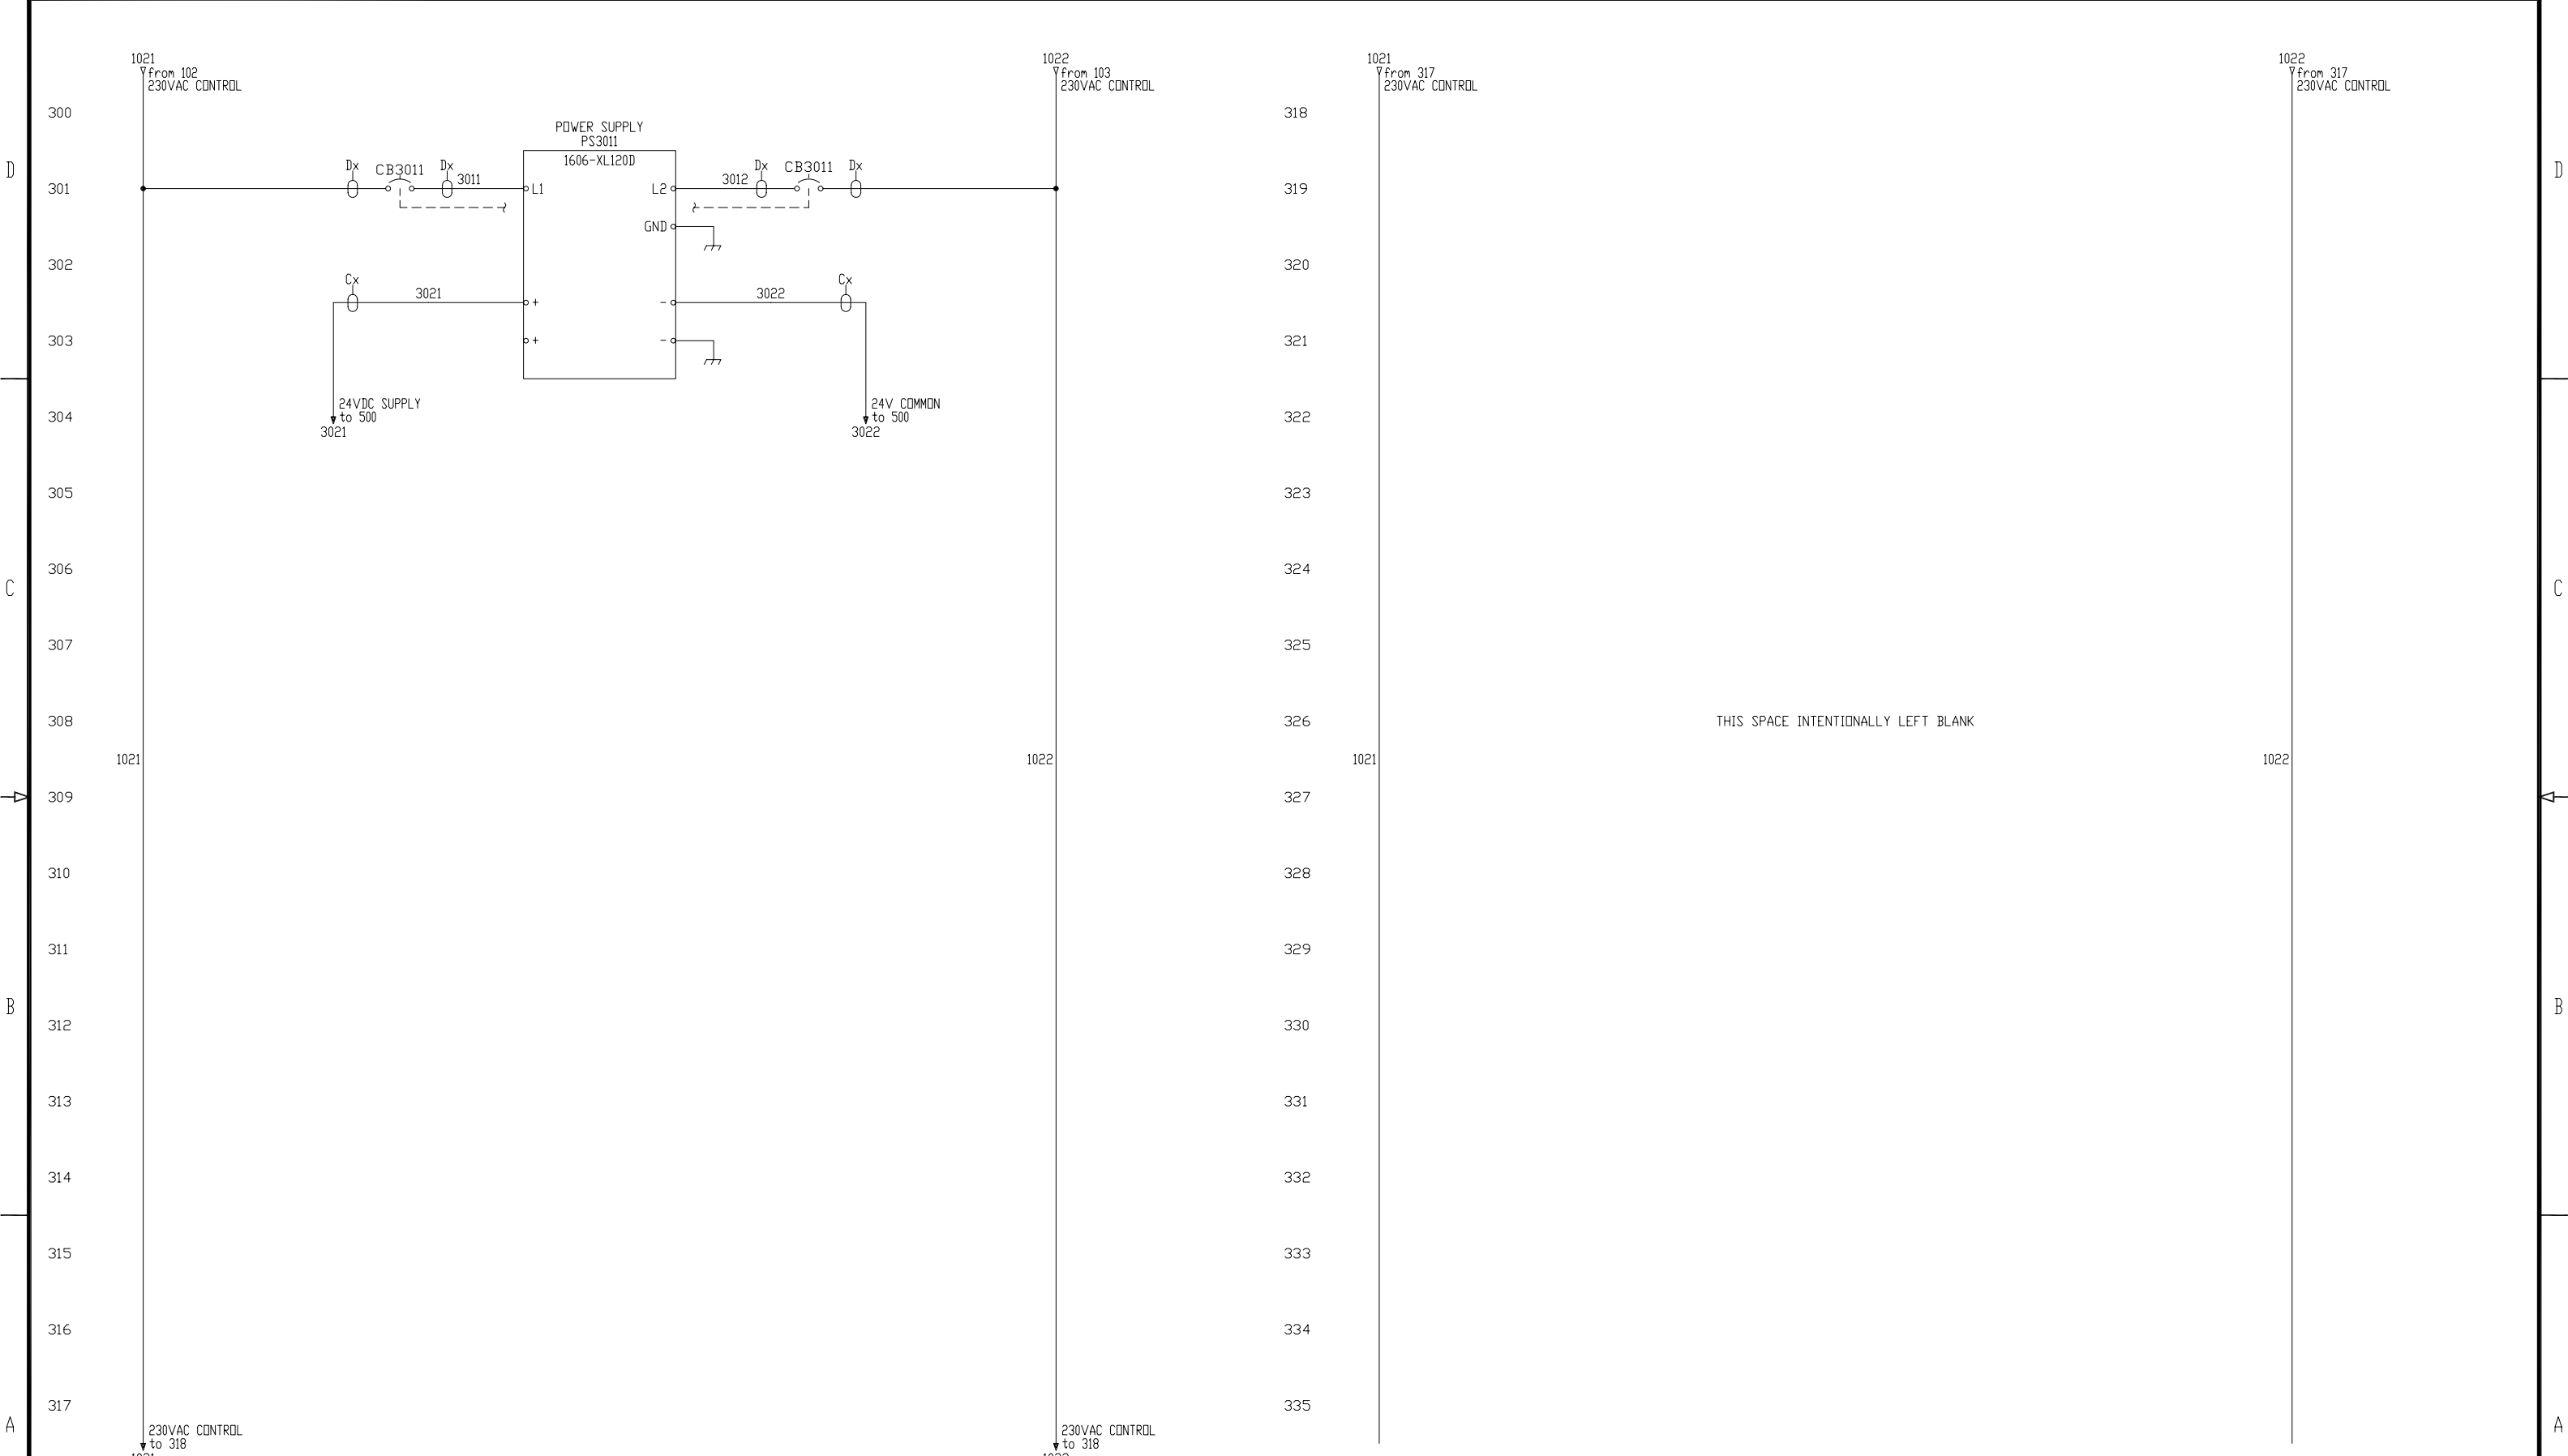 1021
from 102
230VAC CONTROL
1022
from 103
230VAC CONTROL
1021
from 317
230VAC CONTROL
1022
from 317
230VAC CONTROL
300
318
POWER SUPPLY
PS3011
1606-XL120D
D
Dx
CB3011
Dx
3011
Dx
CB3011
Dx
3012
D
301
L1
L2
319
GND
302
320
Cx
3021
+
-
3022
Cx
303
+
-
321
24VDC SUPPLY
to 500
3021
24V COMMON
to 500
3022
304
322
305
323
306
324
C
C
307
325
308
326
THIS SPACE INTENTIONALLY LEFT BLANK
1021
1022
1021
1022
309
327
310
328
311
329
B
B
312
330
313
331
314
332
315
333
316
334
317
335
A
A
230VAC CONTROL
to 318
230VAC CONTROL
to 318